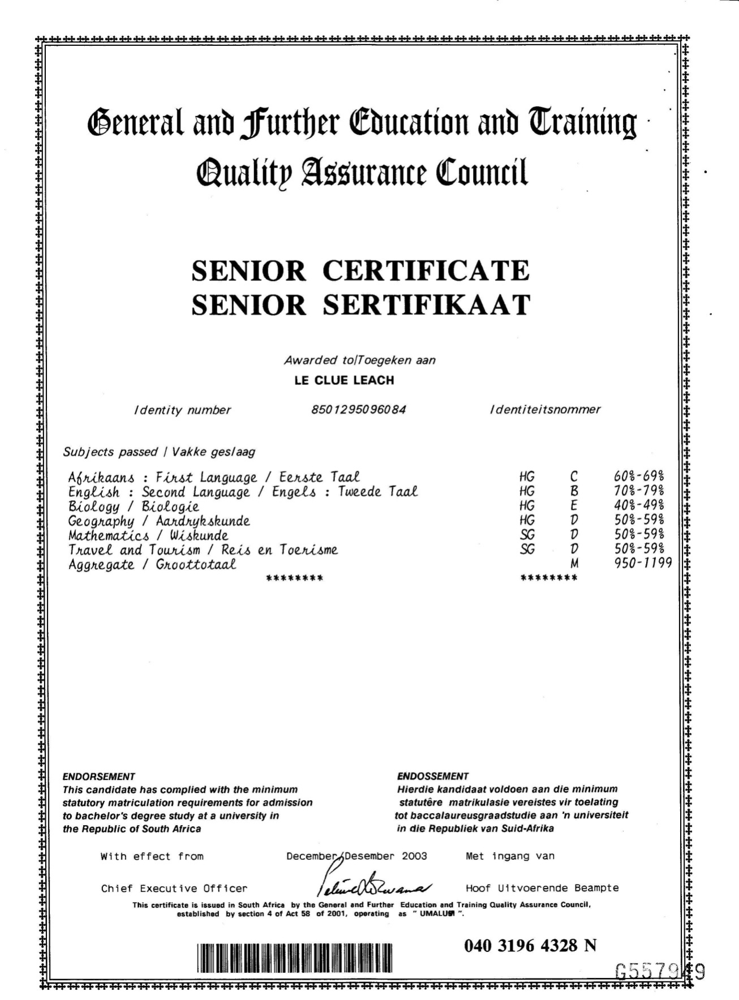 General and Further Education and Training
Quality Assurance Council
SENIOR CERTIFICATE
SENIOR SERTIFIKAAT
Awarded to/Toegeken aan
LE CLUE LEACH
Identity number 8501295096084 Identiteitsnommer
Subjects passed / Vakke geslaag
Afrikaans : First Language / Eerste Taal HG C 60%-69%
English : Second Language / Engels : Tweede Taal HG B 70%-79%
Biology / Biologie HG E 40%-49%
Geography / Aardrykskunde HG D 50%-59%
Mathematics / Wiskunde SG D 50%-59%
Travel and Tourism / Reis en Toerisme SG D 50%-59%
Aggregate / Groottotaal M 950-1199
******** ********
ENDORSEMENT
This candidate has complied with the minimum
statutory matriculation requirements for admission
to bachelor's degree study at a university in
the Republic of South Africa
ENDOSSEMENT
Hierdie kandidaat voldoen aan die minimum
statutêre matrikulasie vereistes vir toelating
tot baccalaureusgraadstudie aan 'n universiteit
in die Republiek van Suid-Afrika
With effect from December/Desember 2003 Met ingang van
Chief Executive Officer Hoof Uitvoerende Beampte
This certificate is issued in South Africa by the General and Further Education and Training Quality Assurance Council,
established by section 4 of Act 58 of 2001, operating as " UMALUSI ".
040 3196 4328 N
G557949